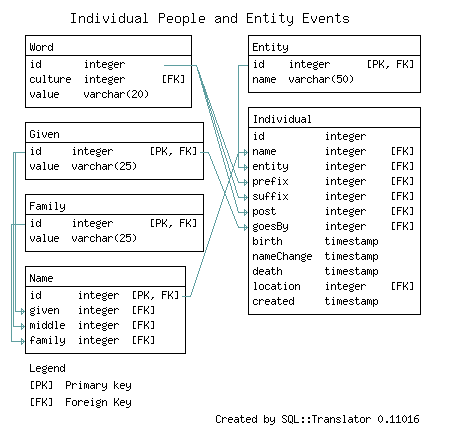 Individual People and Entity Events
Word
id integer
culture integer [FK]
value varchar(20)
Given
id integer [PK, FK]
value varchar(25)
Family
id integer [PK, FK]
value varchar(25)
Name
id integer [PK, FK]
given integer [FK]
middle integer [FK]
family integer [FK]
Entity
id integer [PK, FK]
name varchar(50)
Individual
id integer
name integer [FK]
entity integer [FK]
prefix integer [FK]
suffix integer [FK]
post integer [FK]
goesBy integer [FK]
birth timestamp
nameChange timestamp
death timestamp
location integer [FK]
created timestamp
Legend
[PK] Primary key
[FK] Foreign Key
Created by SQL::Translator 0.11016